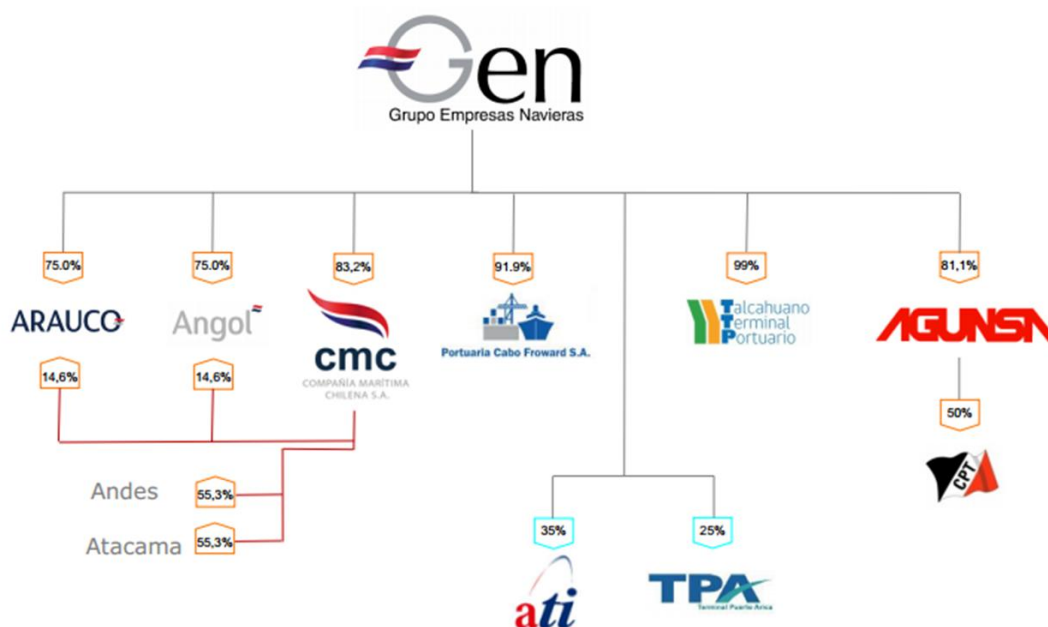 Gen
Grupo Empresas Navieras
75.0%
75.0%
83,2%
91.9%
99%
81,1%
ARAUCO
Angol
cmc
COMPAÑÍA MARÍTIMA
CHILENA S.A.
Portuaria Cabo Froward S.A.
Talcahuano
Terminal
Portuario
AGUNSA
14,6%
14,6%
50%
CPT
Andes
55,3%
Atacama
55,3%
35%
25%
ati
TPA
Terminal Puerto Arica